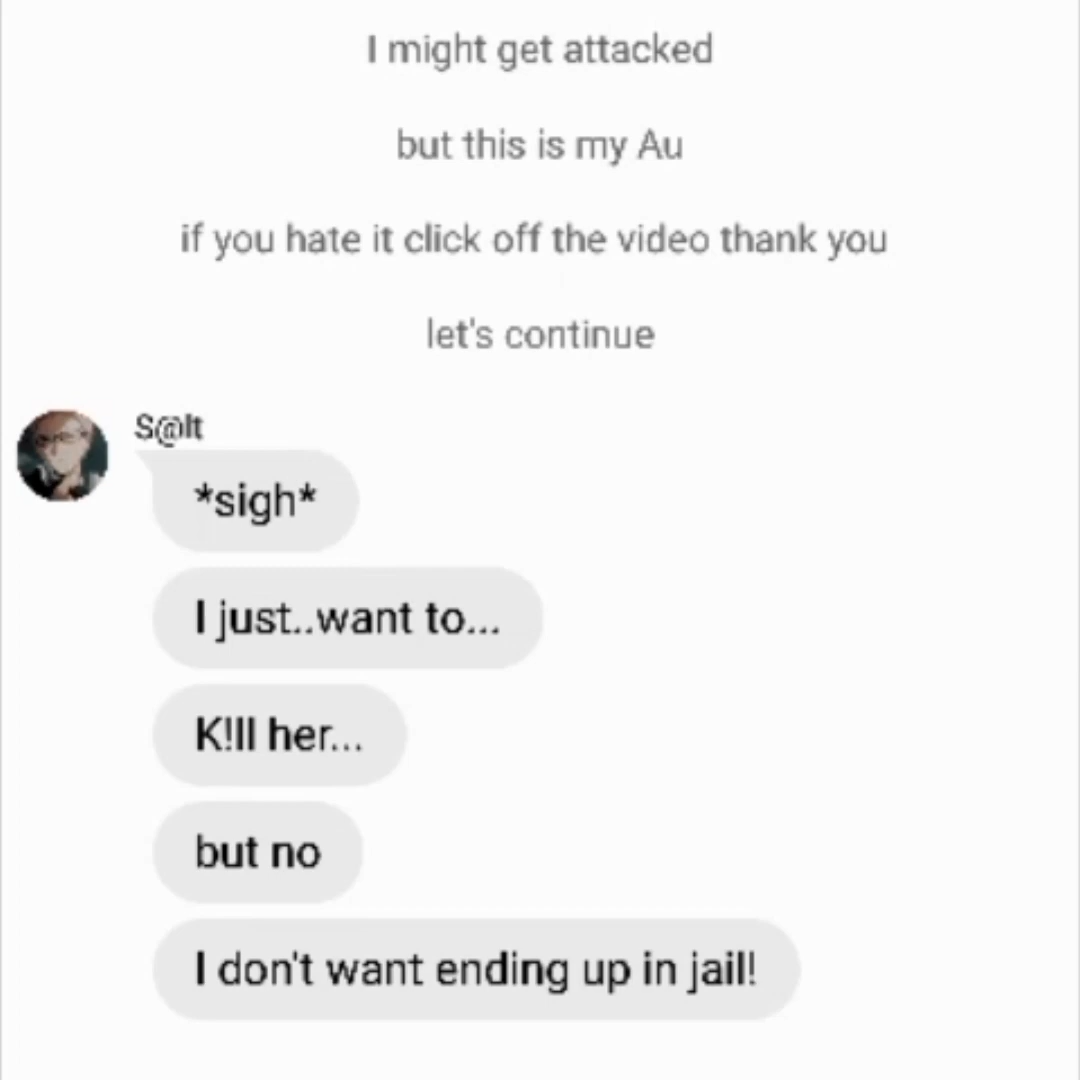 I might get attacked
but this is my Au
if you hate it click off the video thank you
let's continue
S@lt
*sigh*
I just..want to...
K!ll her...
but no
I don't want ending up in jail!